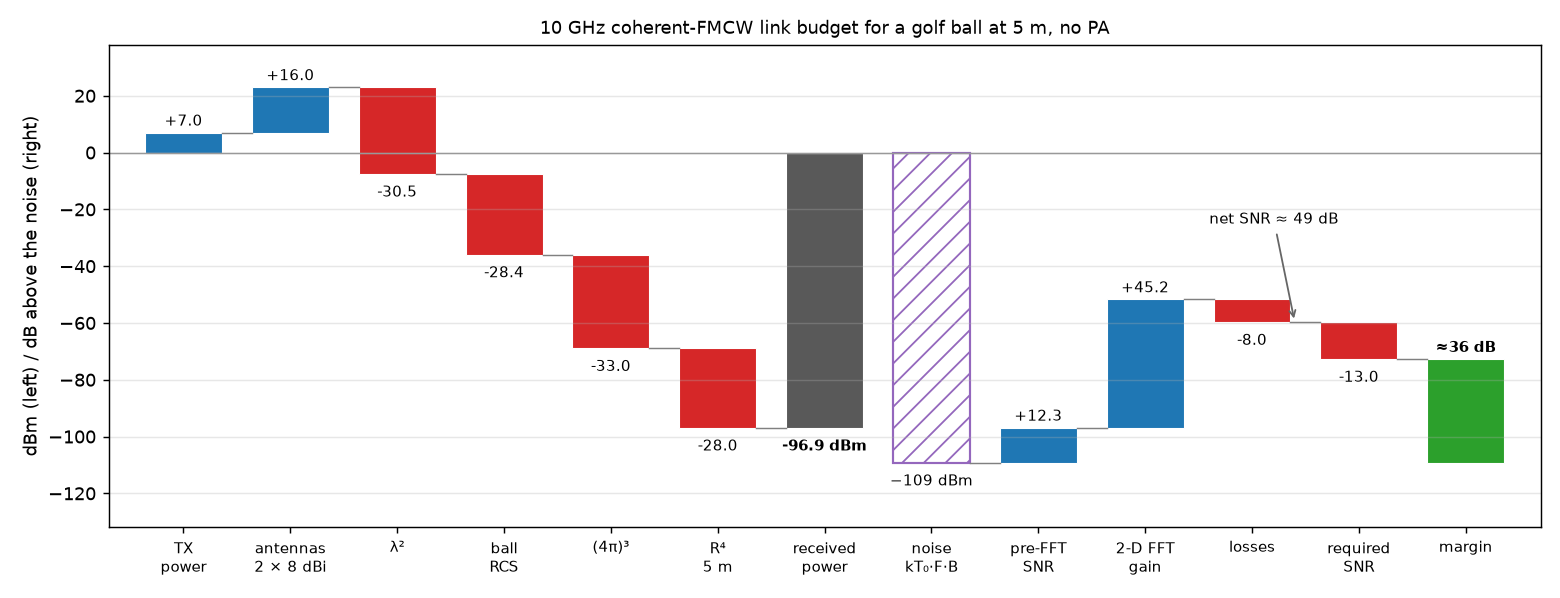 10 GHz coherent-FMCW link budget for a golf ball at 5 m, no PA
dBm (left) / dB above the noise (right)
20
0
−20
−40
−60
−80
−100
−120
+7.0
+16.0
-30.5
-28.4
-33.0
-28.0
-96.9 dBm
−109 dBm
+12.3
+45.2
net SNR ≈ 49 dB
-8.0
-13.0
≈36 dB
TX
power
antennas
2 × 8 dBi
λ²
ball
RCS
(4π)³
R⁴
5 m
received
power
noise
kT₀·F·B
pre-FFT
SNR
2-D FFT
gain
losses
required
SNR
margin